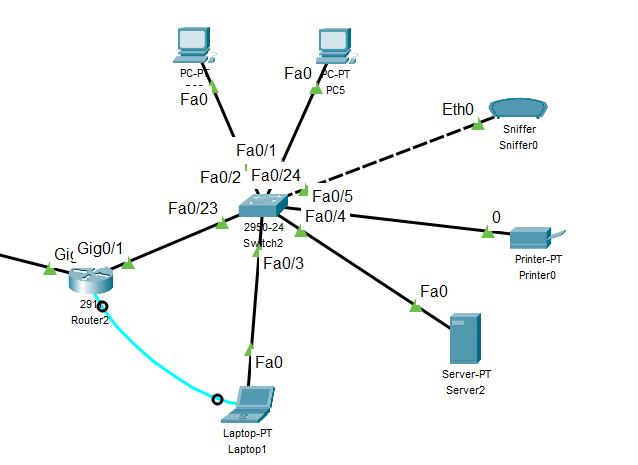 PC-PT
Fa0
Fa0
PC-PT
PC5
Eth0
Sniffer
Sniffer0
Fa0/1
Fa0/2
Fa0/24
Fa0/5
Fa0/23
2950-24
Switch2
Fa0/4
0
Printer-PT
Printer0
Gig0/1
Fa0/3
Router2
Fa0
Server-PT
Server2
Fa0
Laptop-PT
Laptop1